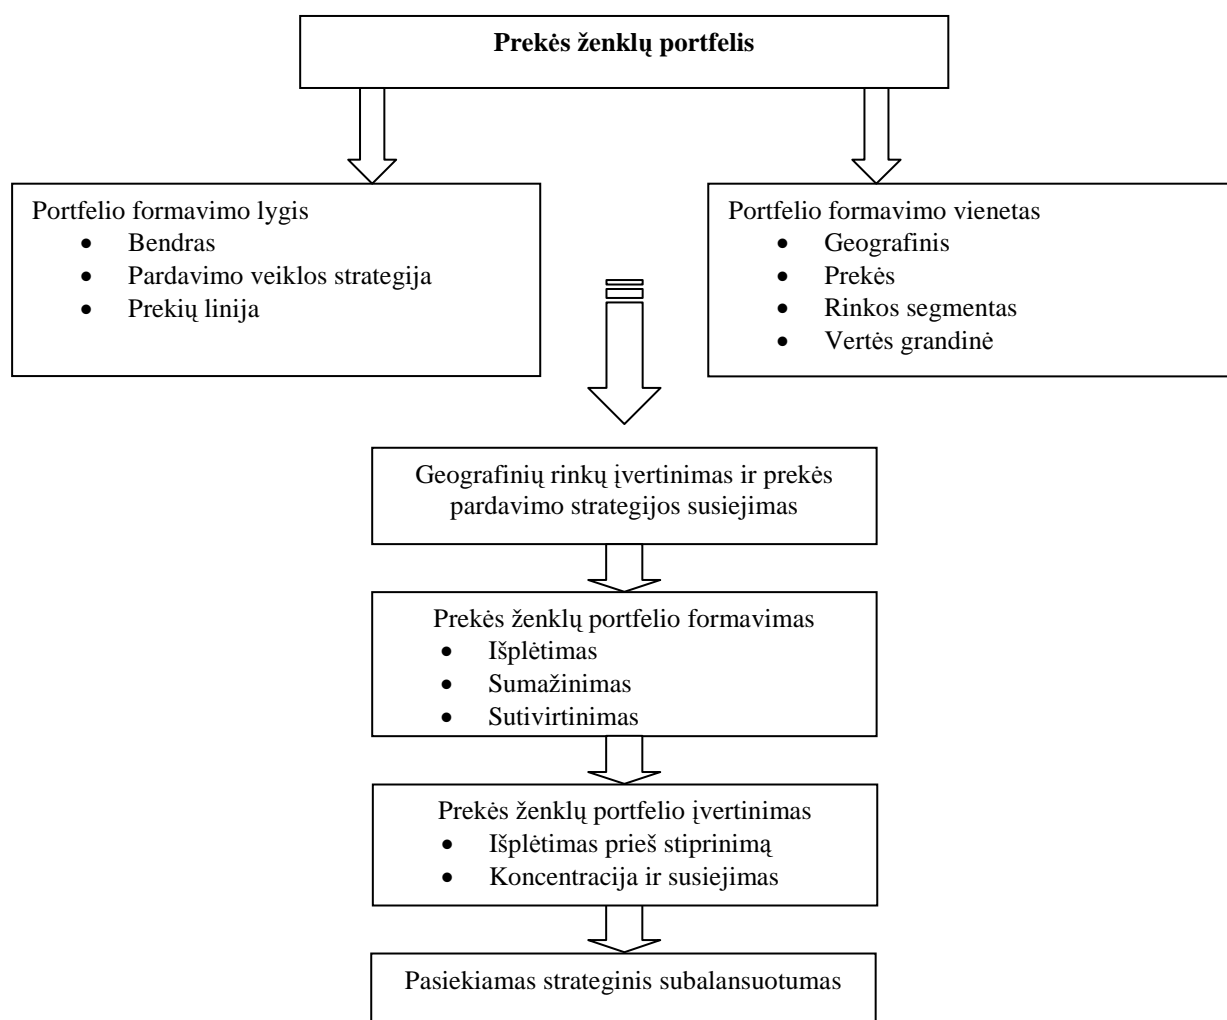 Prekės ženklų portfelis
Portfelio formavimo lygis
• Bendras
• Pardavimo veiklos strategija
• Prekių linija
Portfelio formavimo vienetas
• Geografinis
• Prekės
• Rinkos segmentas
• Vertės grandinė
Geografinių rinkų įvertinimas ir prekės
pardavimo strategijos susiejimas
Prekės ženklų portfelio formavimas
• Išplėtimas
• Sumažinimas
• Sutivirtinimas
Prekės ženklų portfelio įvertinimas
• Išplėtimas prieš stiprinimą
• Koncentracija ir susiejimas
Pasiekiamas strateginis subalansuotumas